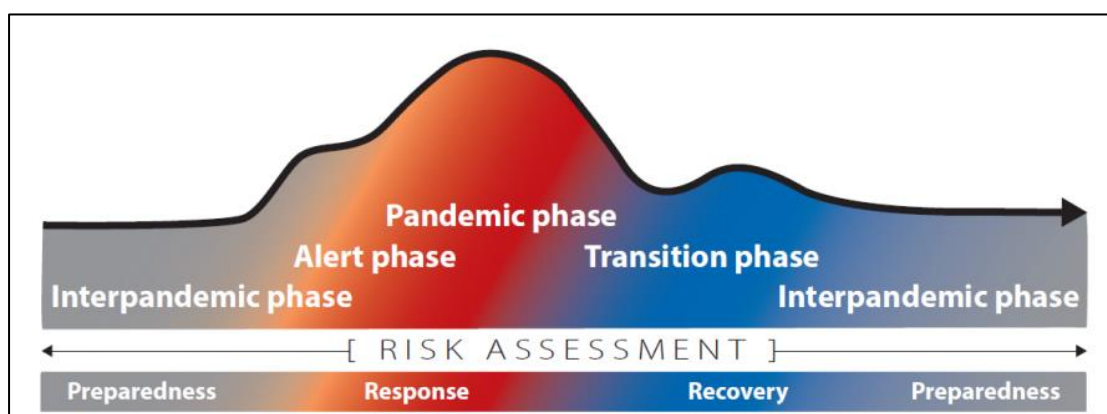 Pandemic phase
Alert phase Transition phase
Interpandemic phase Interpandemic phase
[ RISK ASSESSMENT ]
Preparedness Response Recovery Preparedness